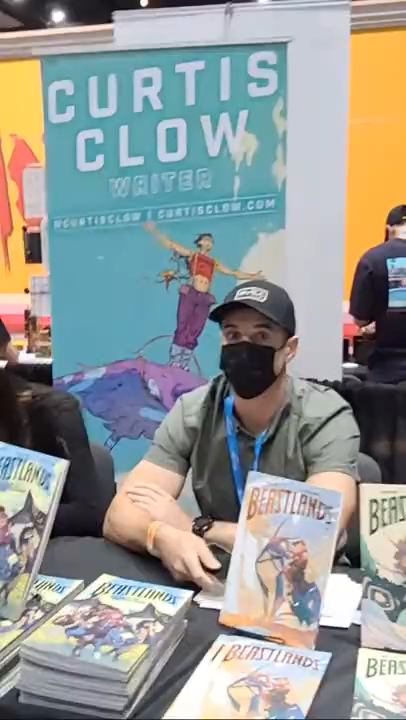 CURTIS
CLOW
WRITER
@CURTISCLOW | CURTISCLOW.COM
BEASTLANDS
BEASTLANDS
BEASTLANDS
BEASTLANDS
BEASTLANDS